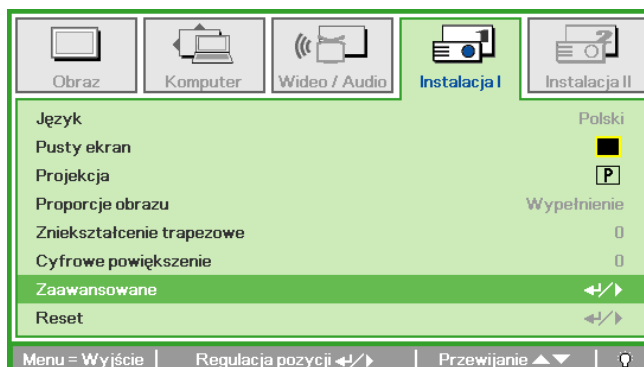 Obraz Komputer Wideo / Audio Instalacja I Instalacja II
Język Polski
Pusty ekran
Projekcja P
Proporcje obrazu Wypełnienie
Zniekształcenie trapezowe 0
Cyfrowe powiększenie 0
Zaawansowane
Reset
Menu = Wyjście Regulacja pozycji Przewijanie